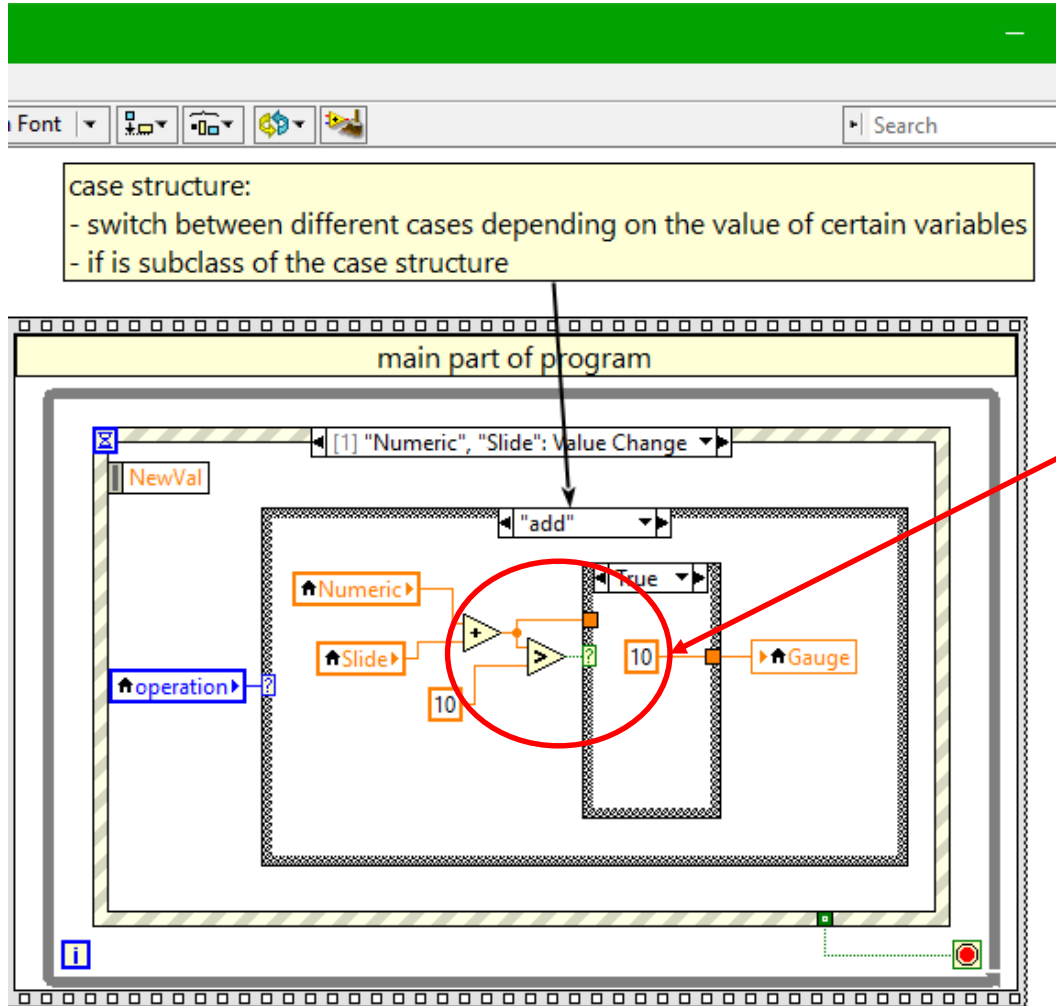 Font
Search
case structure:
- switch between different cases depending on the value of certain variables
- if is subclass of the case structure
main part of program
[1] "Numeric", "Slide": Value Change
NewVal
"add"
True
Numeric
+
Slide
>
?
10
Gauge
operation
?
10
i